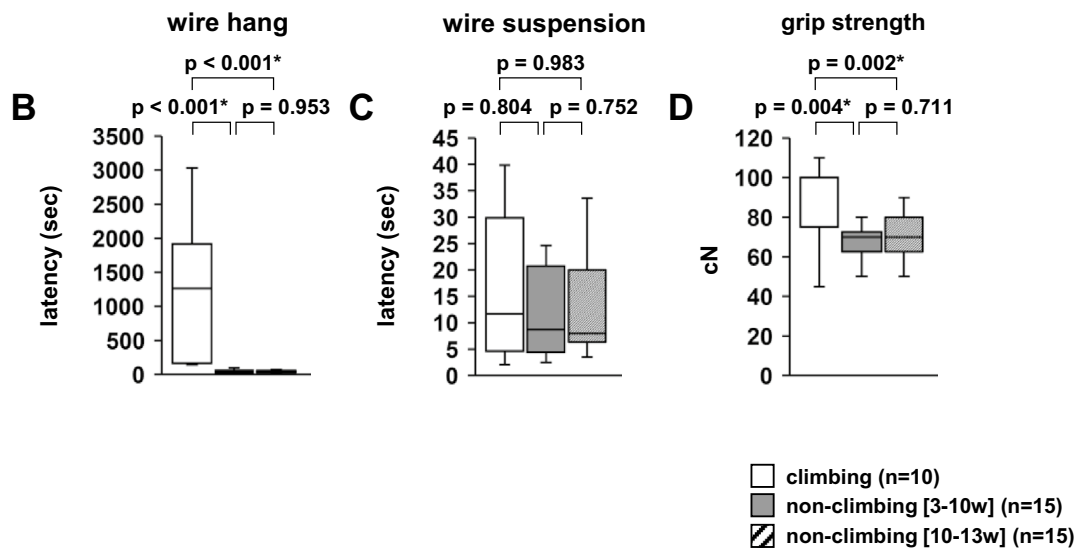 wire hang
wire suspension
grip strength
p < 0.001*
p = 0.983
p = 0.002*
B
p < 0.001*
p = 0.953
C
p = 0.804
p = 0.752
D
p = 0.004*
p = 0.711
latency (sec)
3500
3000
2500
2000
1500
1000
500
0
latency (sec)
45
40
35
30
25
20
15
10
5
0
cN
120
100
80
60
40
20
0
climbing (n=10)
non-climbing [3-10w] (n=15)
non-climbing [10-13w] (n=15)